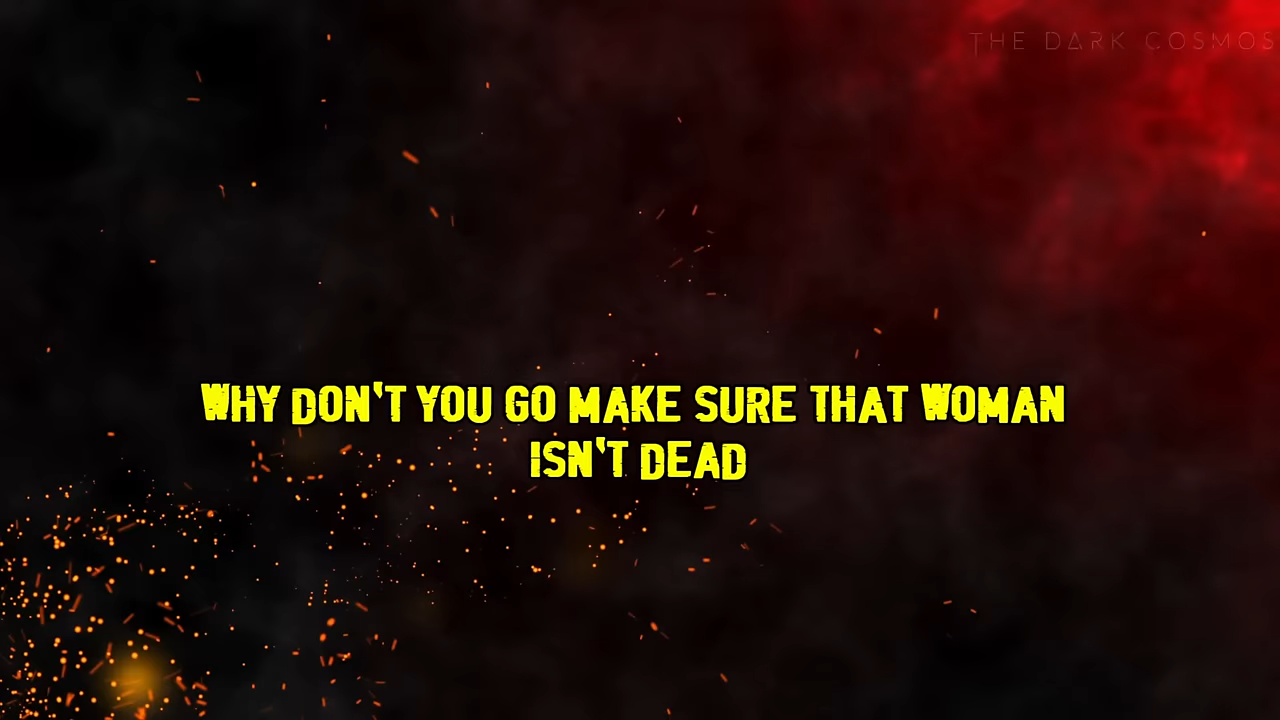 THE DARK COSMOS
WHY DON'T YOU GO MAKE SURE THAT WOMAN
ISN'T DEAD